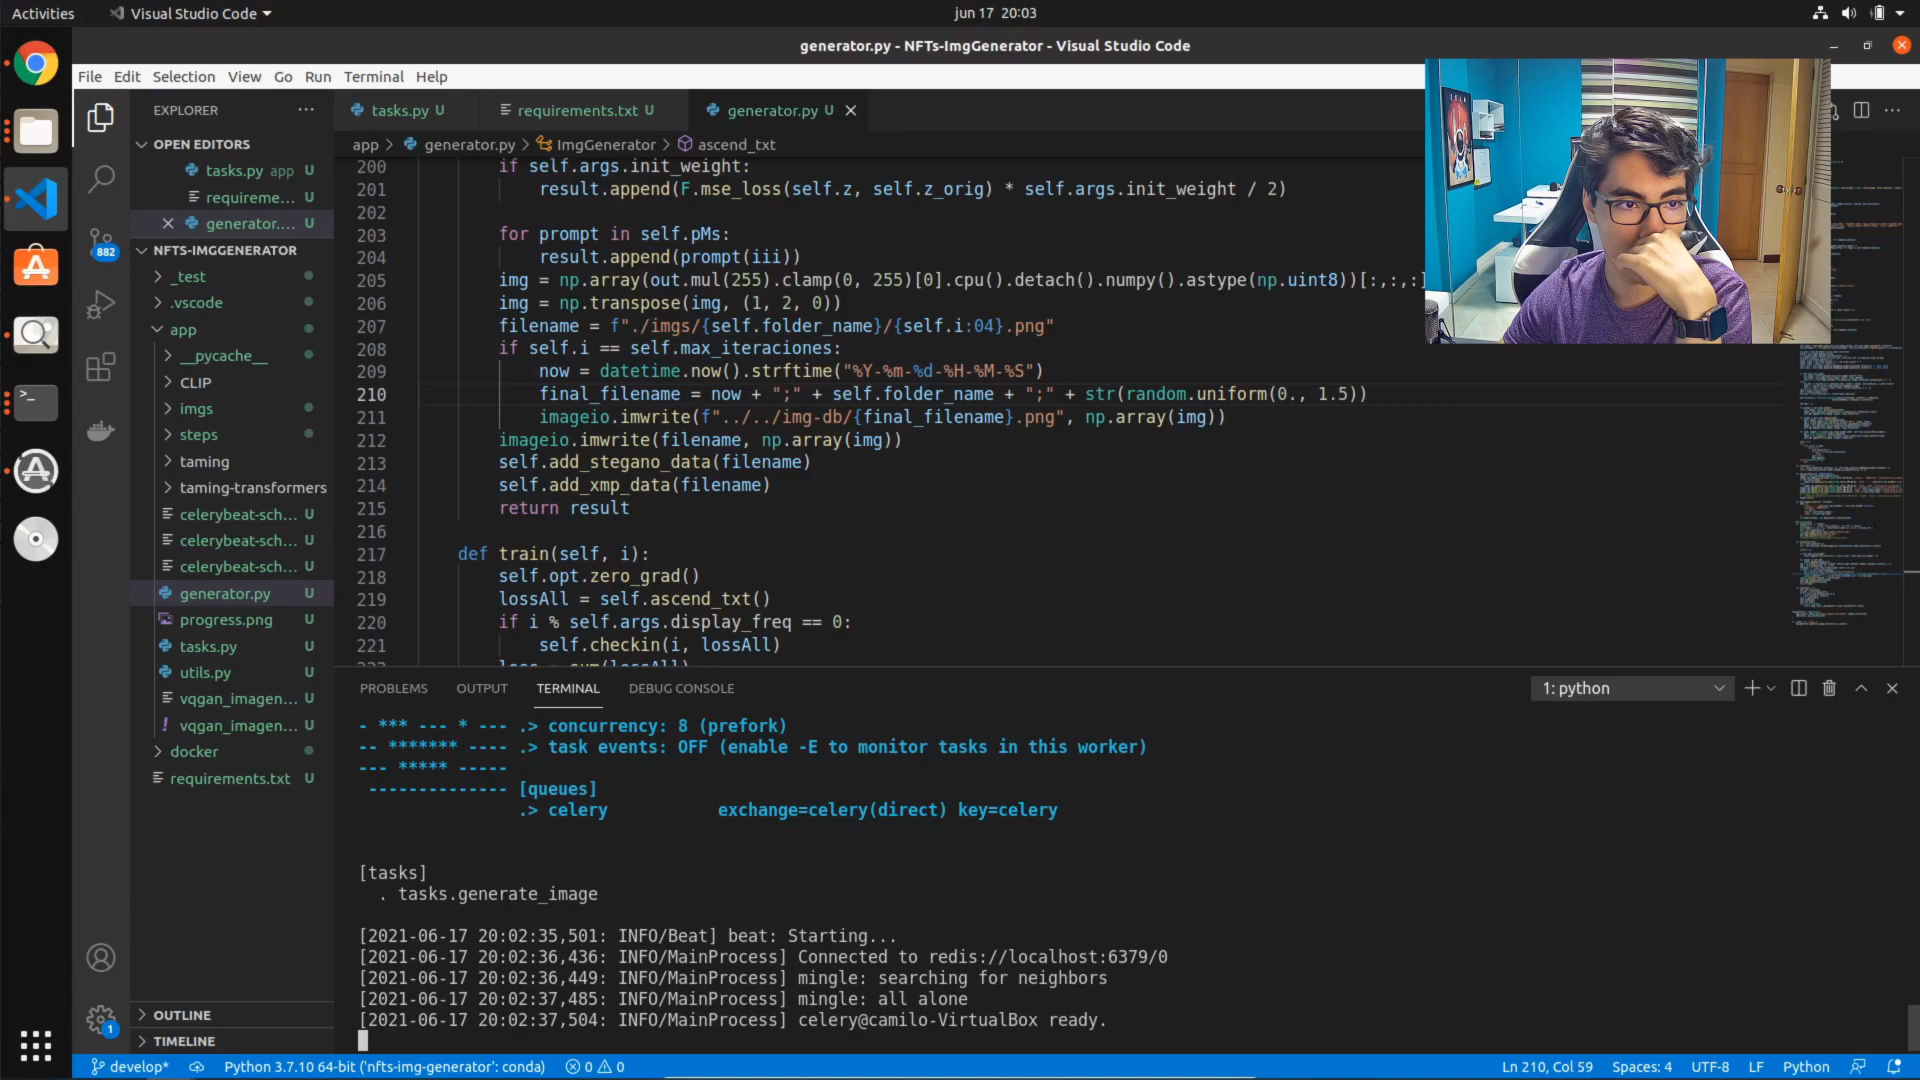 Activities
Visual Studio Code
jun 17 20:03
generator.py - NFTs-ImgGenerator - Visual Studio Code
File Edit Selection View Go Run Terminal Help
EXPLORER
tasks.py U
requirements.txt U
generator.py U
OPEN EDITORS
tasks.py app U
requireme... U
generator.... U
NFTS-IMGGENERATOR
_test
.vscode
app
__pycache__
CLIP
imgs
steps
taming
taming-transformers
celerybeat-sch... U
celerybeat-sch... U
celerybeat-sch... U
generator.py U
progress.png U
tasks.py U
utils.py U
vqgan_imagen... U
vqgan_imagen... U
docker
requirements.txt U
OUTLINE
TIMELINE
882
1
app > generator.py > ImgGenerator > ascend_txt
200 if self.args.init_weight:
201 result.append(F.mse_loss(self.z, self.z_orig) * self.args.init_weight / 2)
202
203 for prompt in self.pMs:
204 result.append(prompt(iii))
205 img = np.array(out.mul(255).clamp(0, 255)[0].cpu().detach().numpy().astype(np.uint8))[:,:,:]
206 img = np.transpose(img, (1, 2, 0))
207 filename = f"./imgs/{self.folder_name}/{self.i:04}.png"
208 if self.i == self.max_iteraciones:
209 now = datetime.now().strftime("%Y-%m-%d-%H-%M-%S")
210 final_filename = now + ";" + self.folder_name + ";" + str(random.uniform(0., 1.5))
211 imageio.imwrite(f"../../img-db/{final_filename}.png", np.array(img))
212 imageio.imwrite(filename, np.array(img))
213 self.add_stegano_data(filename)
214 self.add_xmp_data(filename)
215 return result
216
217 def train(self, i):
218 self.opt.zero_grad()
219 lossAll = self.ascend_txt()
220 if i % self.args.display_freq == 0:
221 self.checkin(i, lossAll)
PROBLEMS OUTPUT TERMINAL DEBUG CONSOLE
1: python
- *** --- * --- .> concurrency: 8 (prefork)
-- ******* ---- .> task events: OFF (enable -E to monitor tasks in this worker)
--- ***** -----
-------------- [queues]
.> celery exchange=celery(direct) key=celery
[tasks]
. tasks.generate_image
[2021-06-17 20:02:35,501: INFO/Beat] beat: Starting...
[2021-06-17 20:02:36,436: INFO/MainProcess] Connected to redis://localhost:6379/0
[2021-06-17 20:02:36,449: INFO/MainProcess] mingle: searching for neighbors
[2021-06-17 20:02:37,485: INFO/MainProcess] mingle: all alone
[2021-06-17 20:02:37,504: INFO/MainProcess] celery@camilo-VirtualBox ready.
develop* Python 3.7.10 64-bit ('nfts-img-generator': conda) 0 0 Ln 210, Col 59 Spaces: 4 UTF-8 LF Python